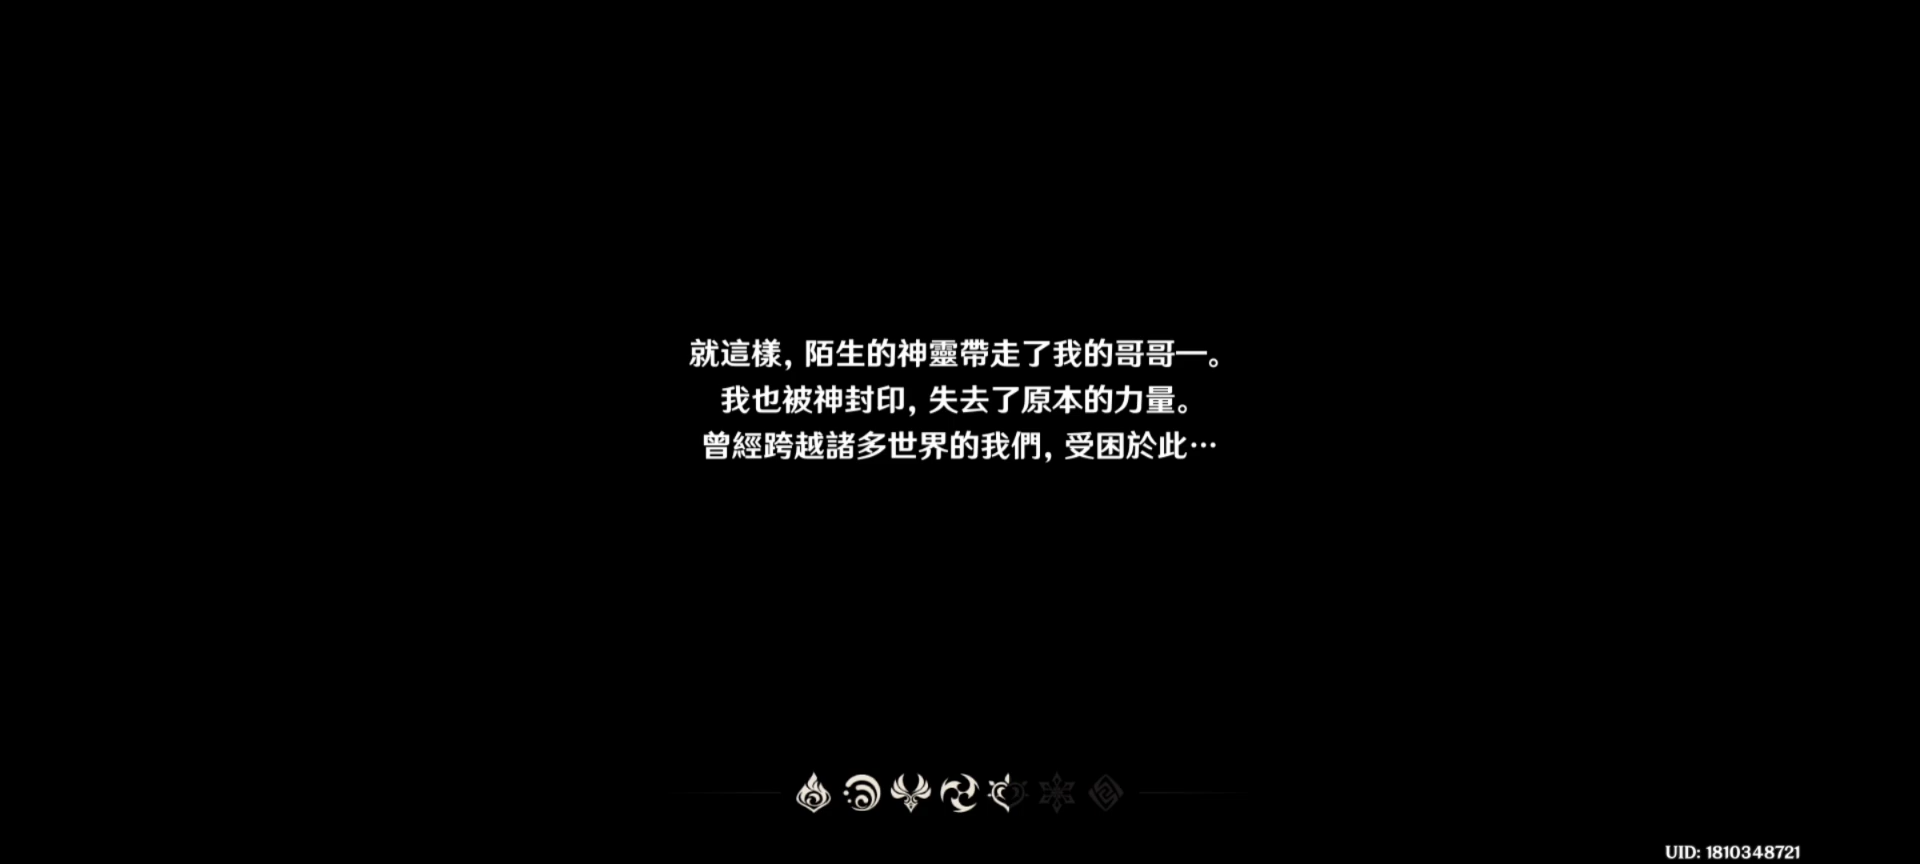 就這樣，陌生的神靈帶走了我的哥哥一。
我也被神封印，失去了原本的力量。
曾經跨越諸多世界的我們，受困於此…
UID: 1810348721